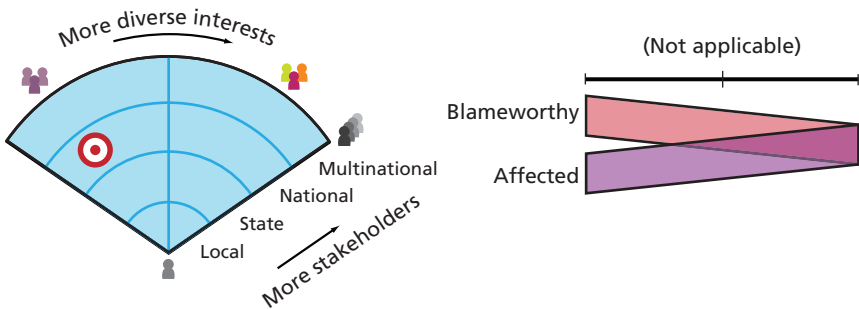 More diverse interests
Multinational
National
State
Local
More stakeholders
(Not applicable)
Blameworthy
Affected